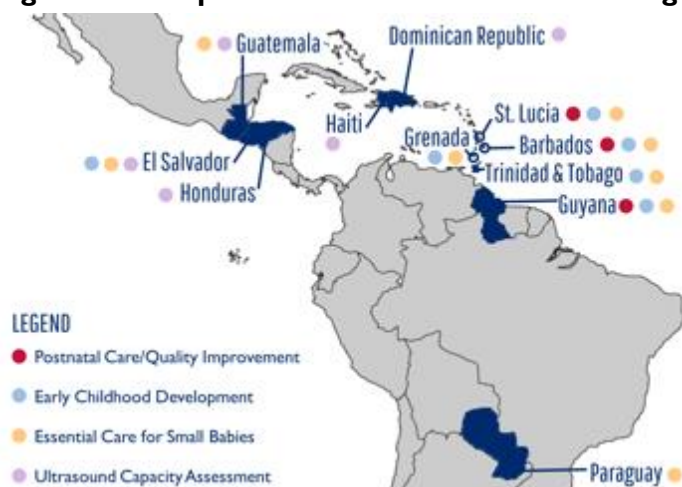 Guatemala
Dominican Republic
Haiti
St. Lucia
Grenada
Barbados
El Salvador
Trinidad & Tobago
Honduras
Guyana
LEGEND
Postnatal Care/Quality Improvement
Early Childhood Development
Essential Care for Small Babies
Ultrasound Capacity Assessment
Paraguay